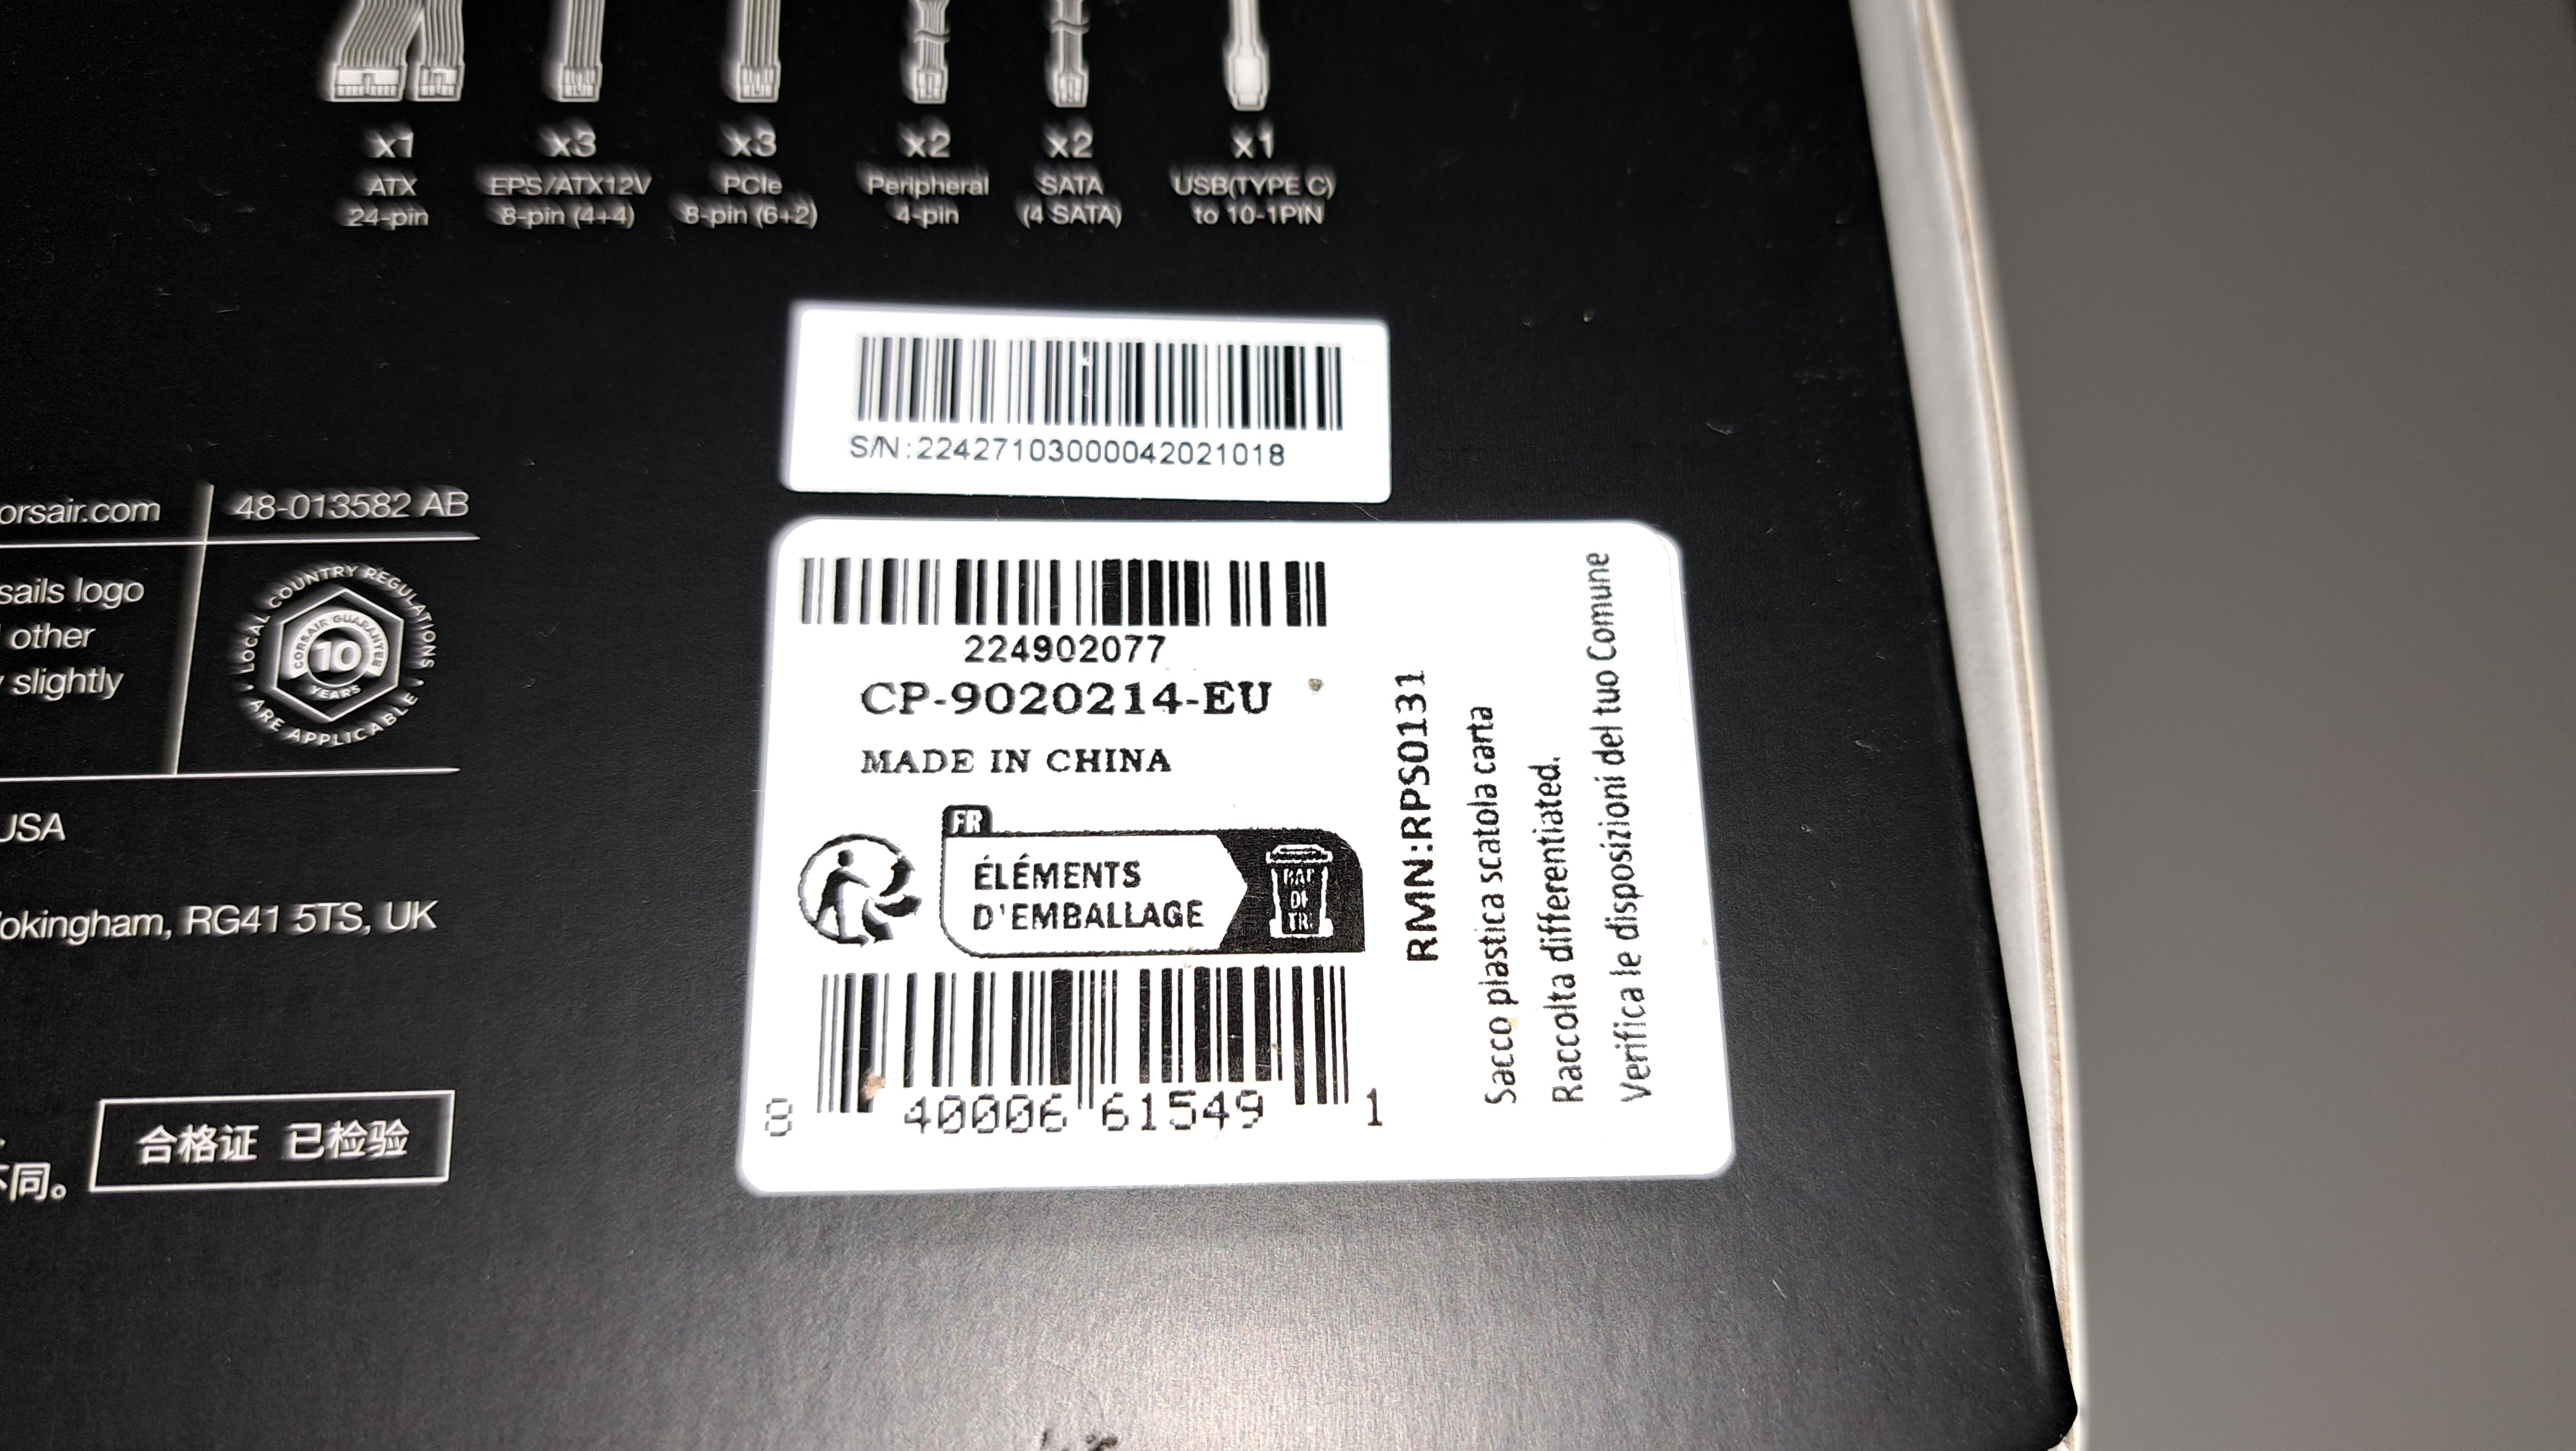 x1
ATX
24-pin
x3
EPS/ATX12V
8-pin (4+4)
x3
PCIe
8-pin (6+2)
x2
Peripheral
4-pin
x2
SATA
(4 SATA)
x1
USB(TYPE C)
to 10-1PIN
S/N:22427103000042021018
orsair.com
48-013582 AB
sails logo
other
slightly
LOCAL COUNTRY REGULATIONS
ARE APPLICABLE
CORSAIR GUARANTEE
10
YEARS
USA
okingham, RG41 5TS, UK
合格证 已检验
不同。
224902077
CP-9020214-EU
MADE IN CHINA
FR
ÉLÉMENTS
D'EMBALLAGE
8 40006 61549 1
RMN:RPS0131
Sacco plastica scatola carta
Raccolta differentiated.
Verifica le disposizioni del tuo Comune